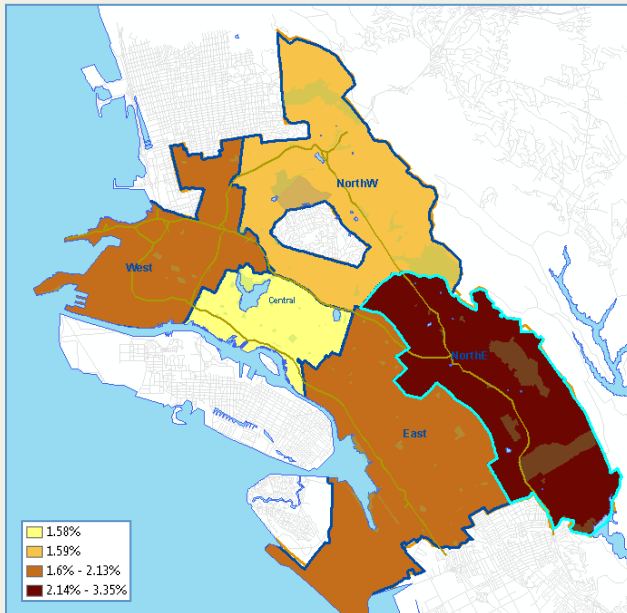 NorthW
West
Central
NorthE
East
1.58%
1.59%
1.6% - 2.13%
2.14% - 3.35%